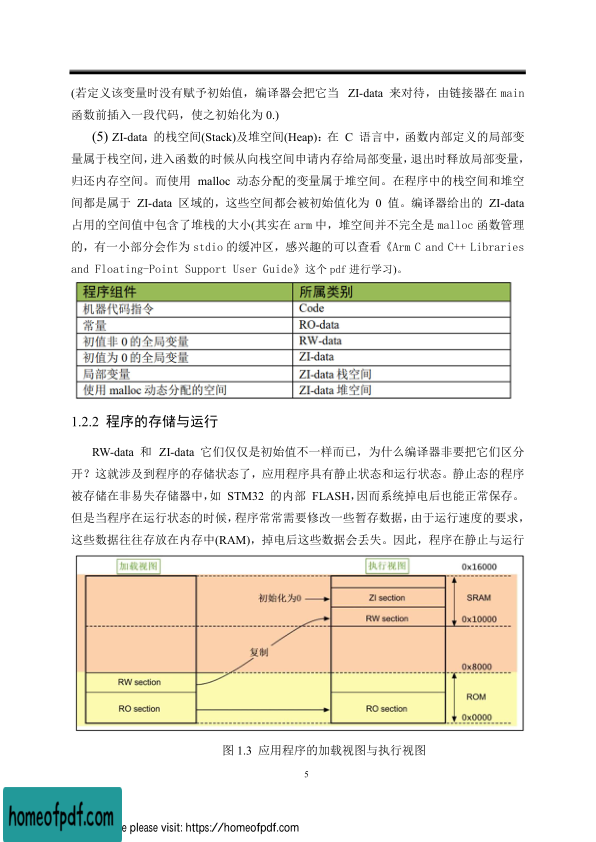 (若定义该变量时没有赋予初始值，编译器会把它当 ZI-data 来对待，由链接器在 main
函数前插入一段代码，使之初始化为 0.)
(5) ZI-data 的栈空间(Stack)及堆空间(Heap)：在 C 语言中，函数内部定义的局部变
量属于栈空间，进入函数的时候从向栈空间申请内存给局部变量，退出时释放局部变量，
归还内存空间。而使用 malloc 动态分配的变量属于堆空间。在程序中的栈空间和堆空
间都是属于 ZI-data 区域的，这些空间都会被初始值化为 0 值。编译器给出的 ZI-data
占用的空间值中包含了堆栈的大小(其实在 arm 中，堆空间并不完全是 malloc 函数管理
的，有一小部分会作为 stdio 的缓冲区，感兴趣的可以查看《Arm C and C++ Libraries
and Floating-Point Support User Guide》这个 pdf 进行学习)。
程序组件 所属类别
机器代码指令 Code
常量 RO-data
初值非 0 的全局变量 RW-data
初值为 0 的全局变量 ZI-data
局部变量 ZI-data 栈空间
使用 malloc 动态分配的空间 ZI-data 堆空间
1.2.2 程序的存储与运行
RW-data 和 ZI-data 它们仅仅是初始值不一样而已，为什么编译器非要把它们区分
开？这就涉及到程序的存储状态了，应用程序具有静止状态和运行状态。静止态的程序
被存储在非易失存储器中，如 STM32 的内部 FLASH，因而系统掉电后也能正常保存。
但是当程序在运行状态的时候，程序常常需要修改一些暂存数据，由于运行速度的要求，
这些数据往往存放在内存中(RAM)，掉电后这些数据会丢失。因此，程序在静止与运行
加载视图 执行视图 0x16000
初始化为0 ZI section SRAM
RW section 0x10000
复制
0x8000
RW section
ROM
RO section RO section
0x0000
图 1.3 应用程序的加载视图与执行视图
5
homeofpdf.com
e please visit: https://homeofpdf.com